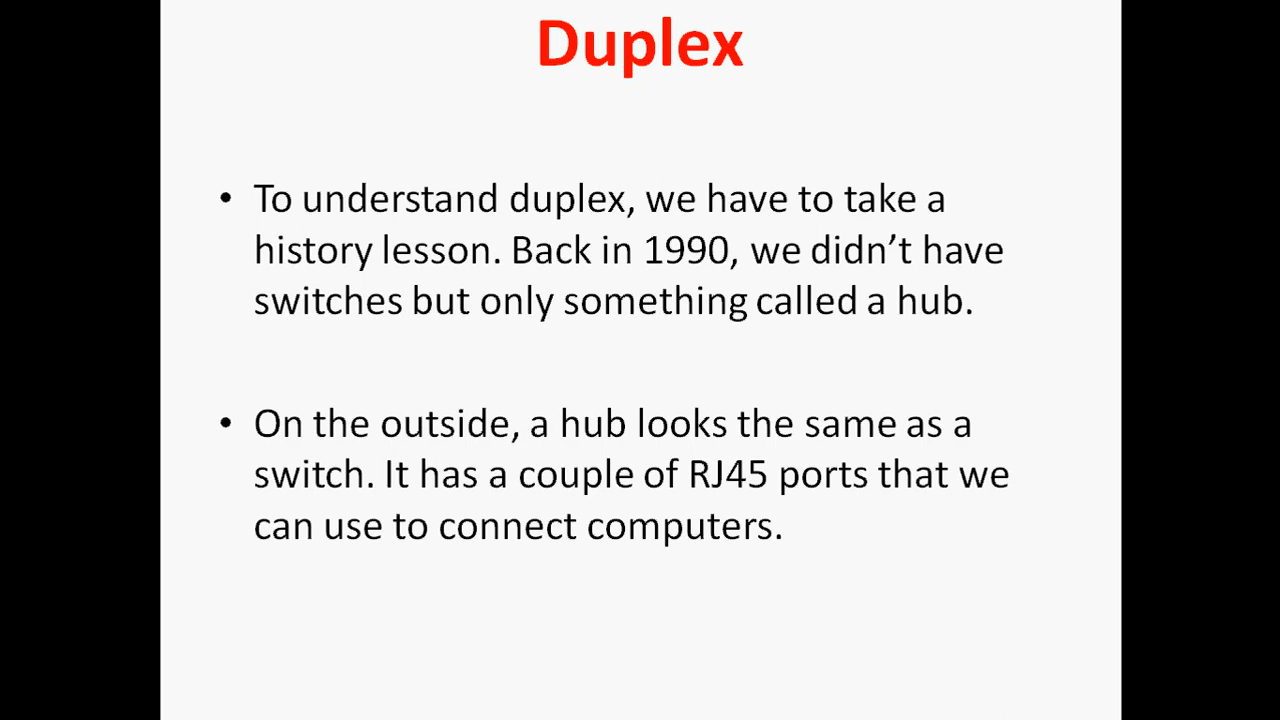 Duplex
• To understand duplex, we have to take a
history lesson. Back in 1990, we didn’t have
switches but only something called a hub.
• On the outside, a hub looks the same as a
switch. It has a couple of RJ45 ports that we
can use to connect computers.